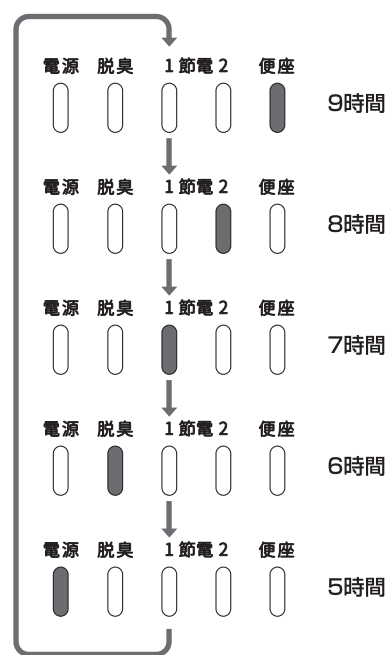 電源 脱臭 1 節電 2 便座
9時間
電源 脱臭 1 節電 2 便座
8時間
電源 脱臭 1 節電 2 便座
7時間
電源 脱臭 1 節電 2 便座
6時間
電源 脱臭 1 節電 2 便座
5時間